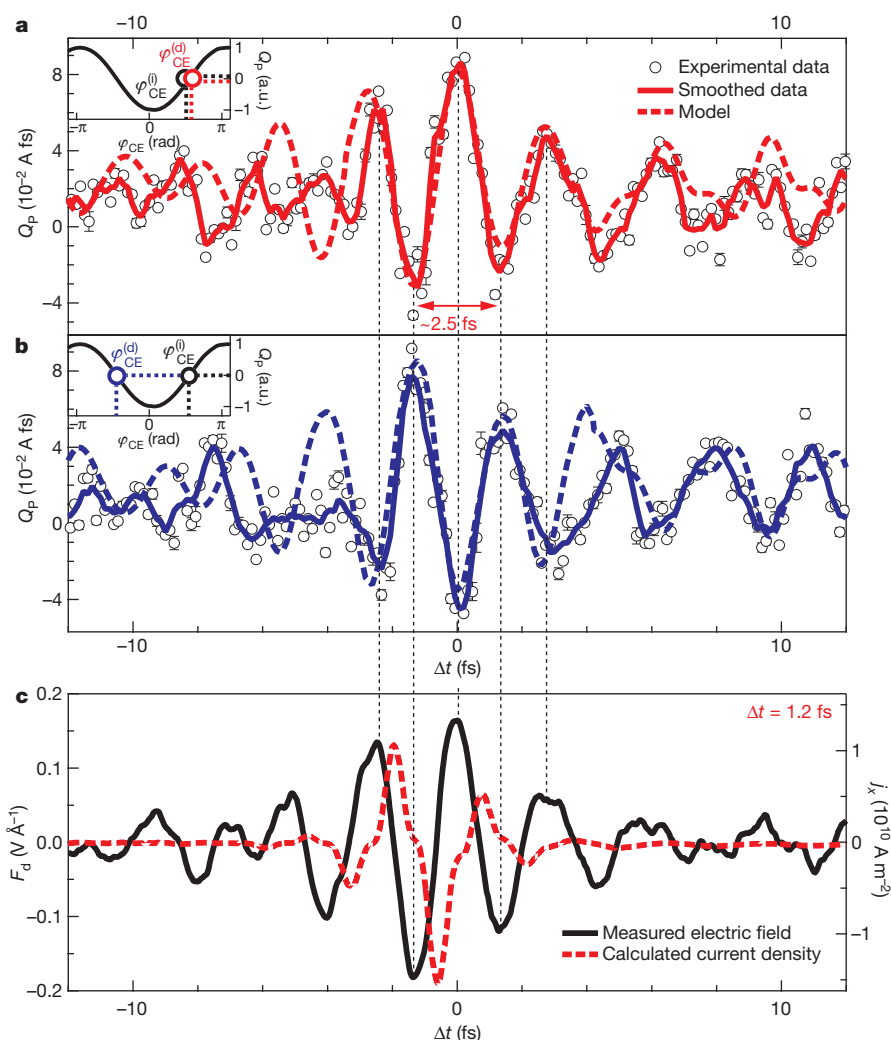 −10 0 10
a
φCE(d)
φCE(i)
1
0
−1
QP (a.u.)
−π 0 π
φCE (rad)
Experimental data
Smoothed data
Model
8
4
0
−4
QP (10−2 A fs)
~2.5 fs
b
φCE(d)
φCE(i)
1
0
−1
QP (a.u.)
−π 0 π
φCE (rad)
8
4
0
−4
QP (10−2 A fs)
−10 0 10
Δt (fs)
c
Δt = 1.2 fs
0.2
0.1
0.0
−0.1
−0.2
Fd (V Å−1)
1
0
−1
jx (1010 A m−2)
Measured electric field
Calculated current density
−10 0 10
Δt (fs)